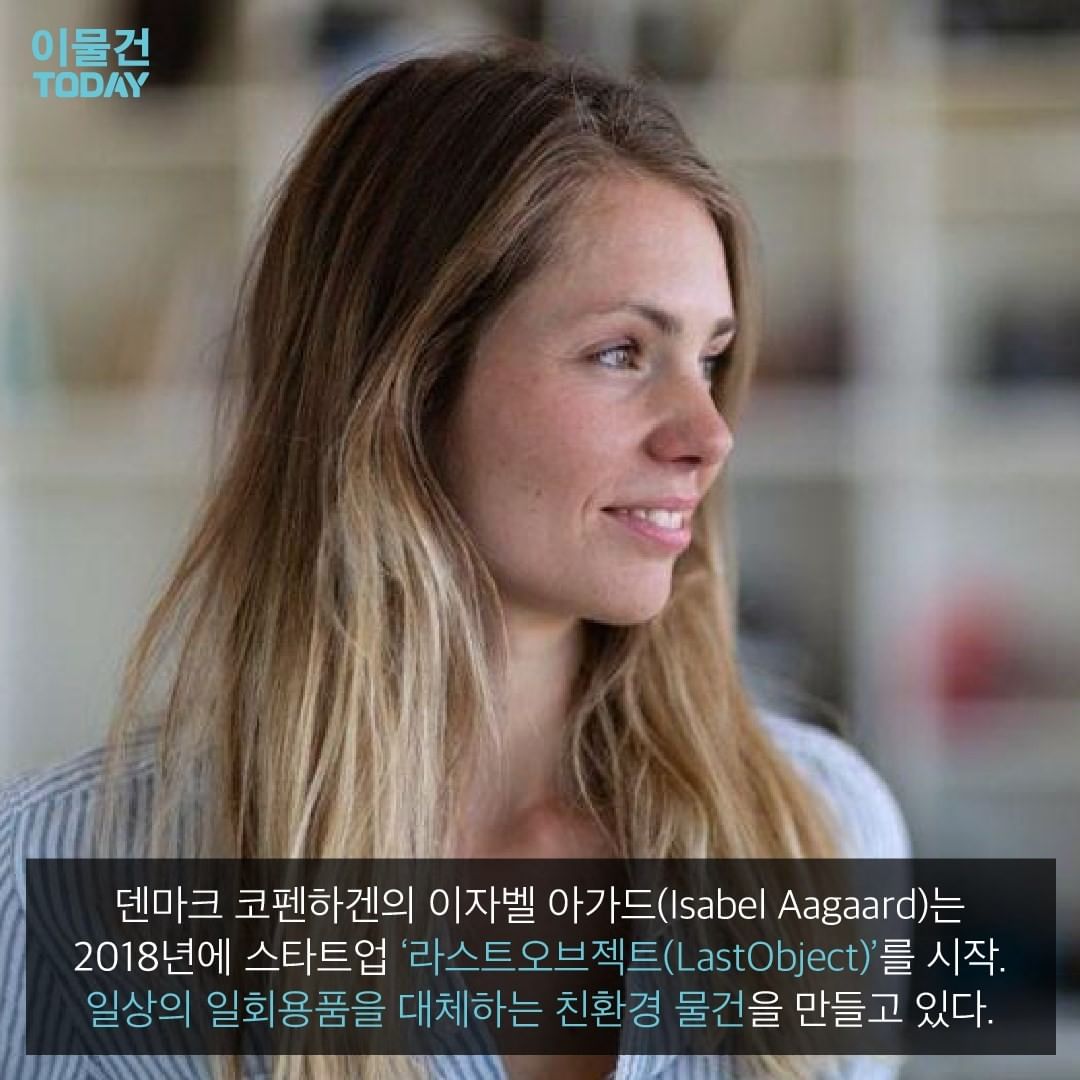 이물건
TODAY
덴마크 코펜하겐의 이자벨 아가드(Isabel Aagaard)는
2018년에 스타트업 ‘라스트오브젝트(LastObject)’를 시작.
일상의 일회용품을 대체하는 친환경 물건을 만들고 있다.